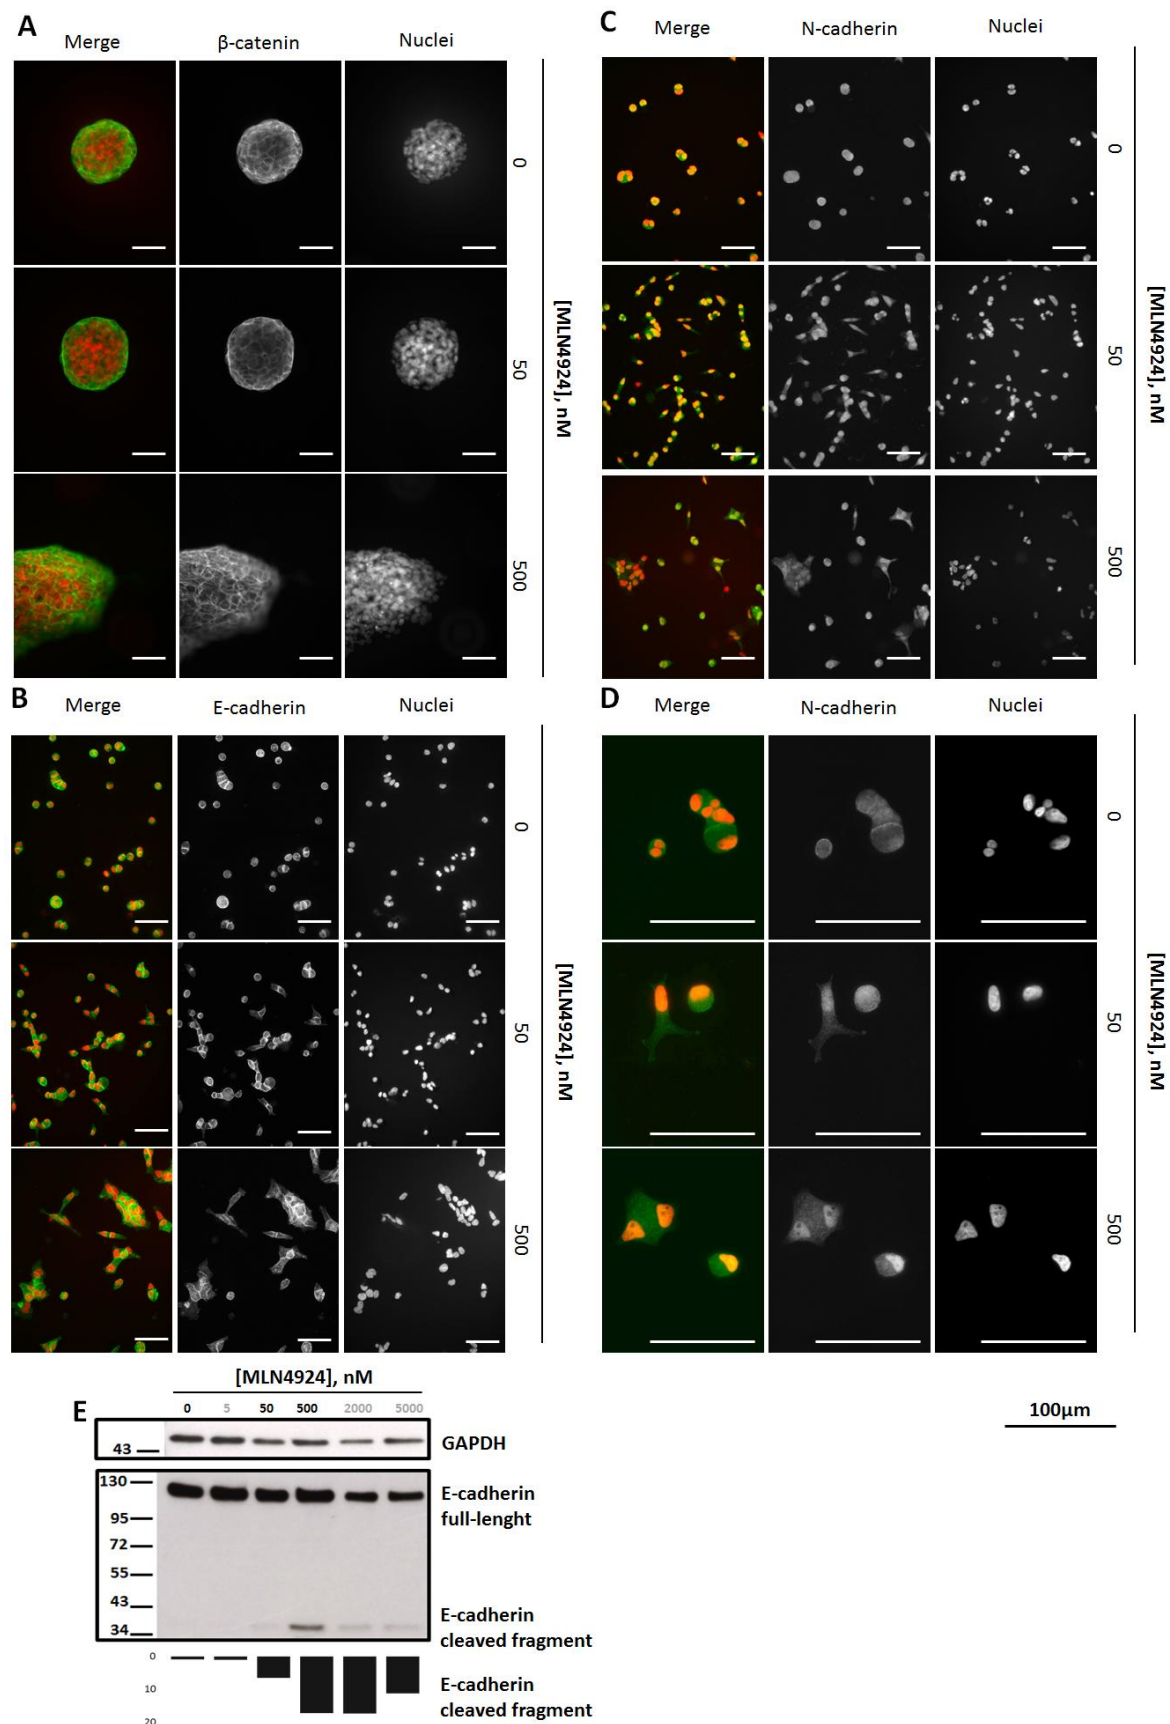 A
Merge
β-catenin
Nuclei
0
50
500
[MLN4924], nM
B
Merge
E-cadherin
Nuclei
0
50
500
[MLN4924], nM
C
Merge
N-cadherin
Nuclei
0
50
500
[MLN4924], nM
D
Merge
N-cadherin
Nuclei
0
50
500
[MLN4924], nM
100µm
[MLN4924], nM
E
0 5 50 500 2000 5000
43
GAPDH
130
95
72
55
43
34
E-cadherin
full-lenght
E-cadherin
cleaved fragment
0
10
20
E-cadherin
cleaved fragment